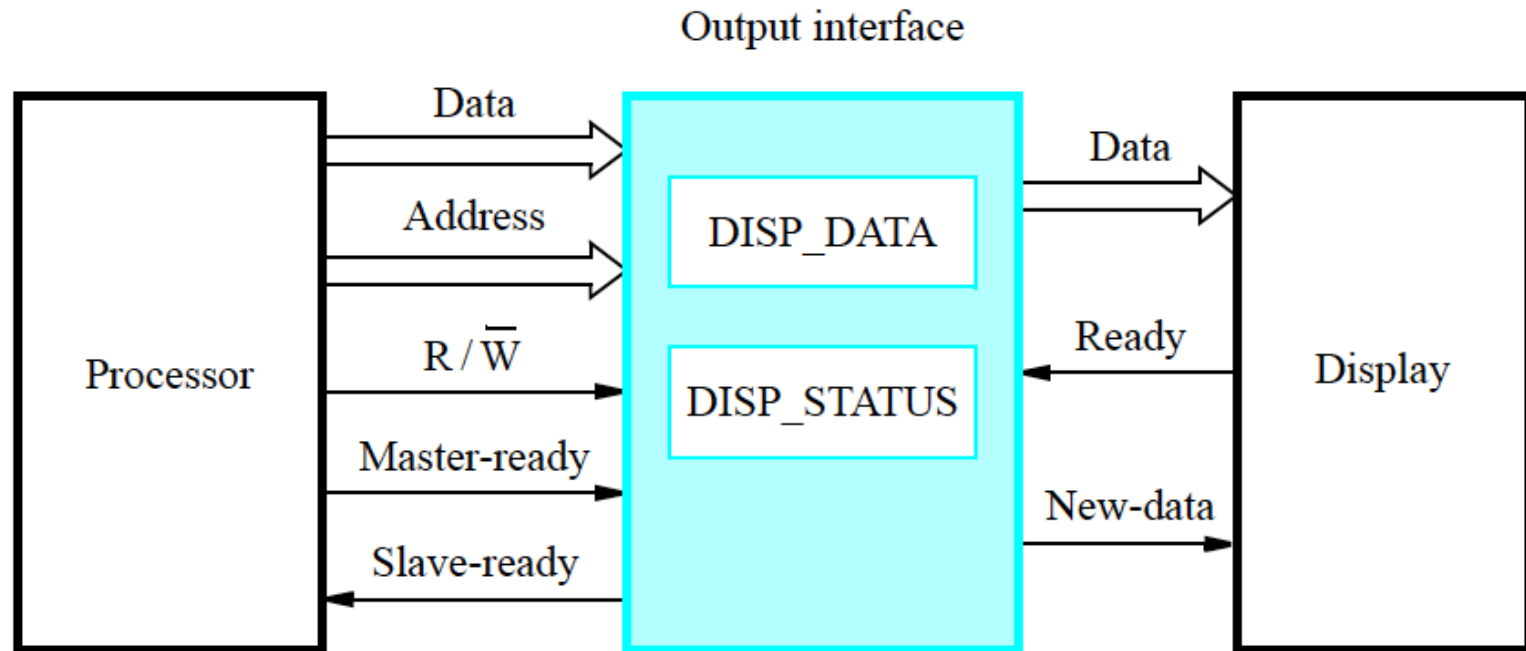 Output interface
Data
Address
R / W̅
Master-ready
Slave-ready
Processor
DISP_DATA
DISP_STATUS
Data
Ready
New-data
Display